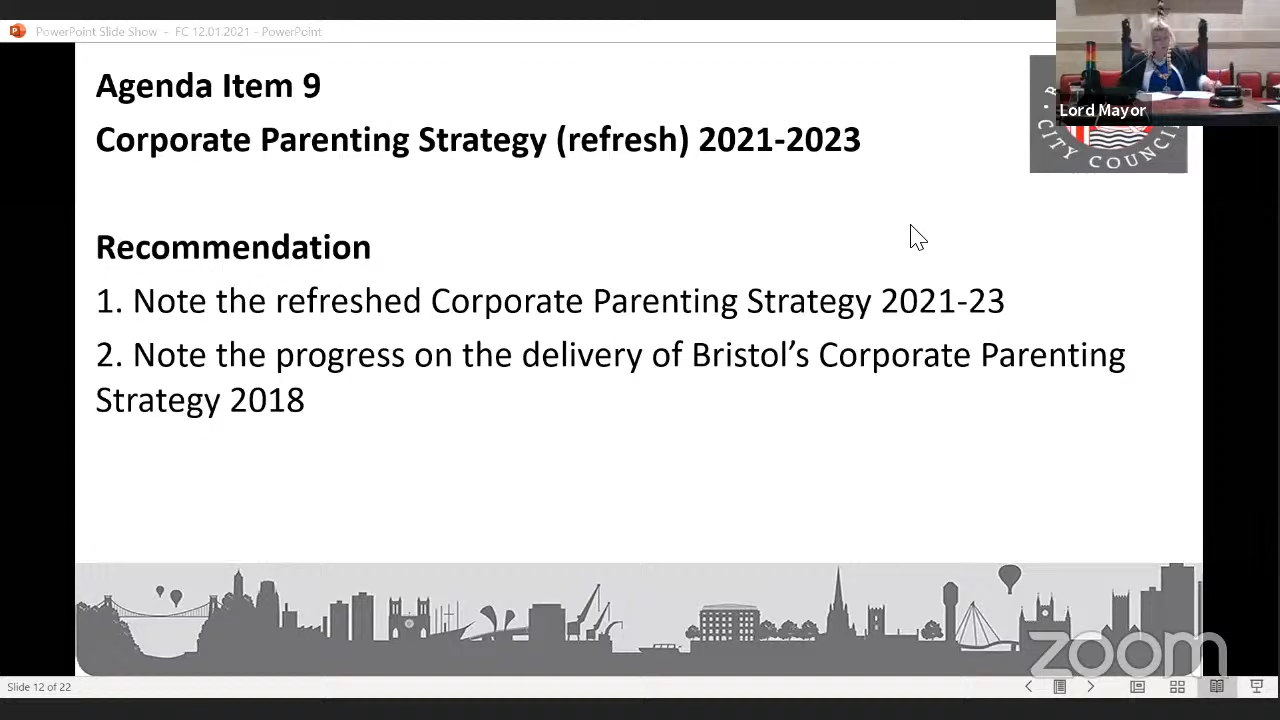 PowerPoint Slide Show - FC 12.01.2021 - PowerPoint
Lord Mayor
Agenda Item 9
Corporate Parenting Strategy (refresh) 2021-2023
CITY COUNCIL
Recommendation
1. Note the refreshed Corporate Parenting Strategy 2021-23
2. Note the progress on the delivery of Bristol’s Corporate Parenting
Strategy 2018
zoom
Slide 12 of 22